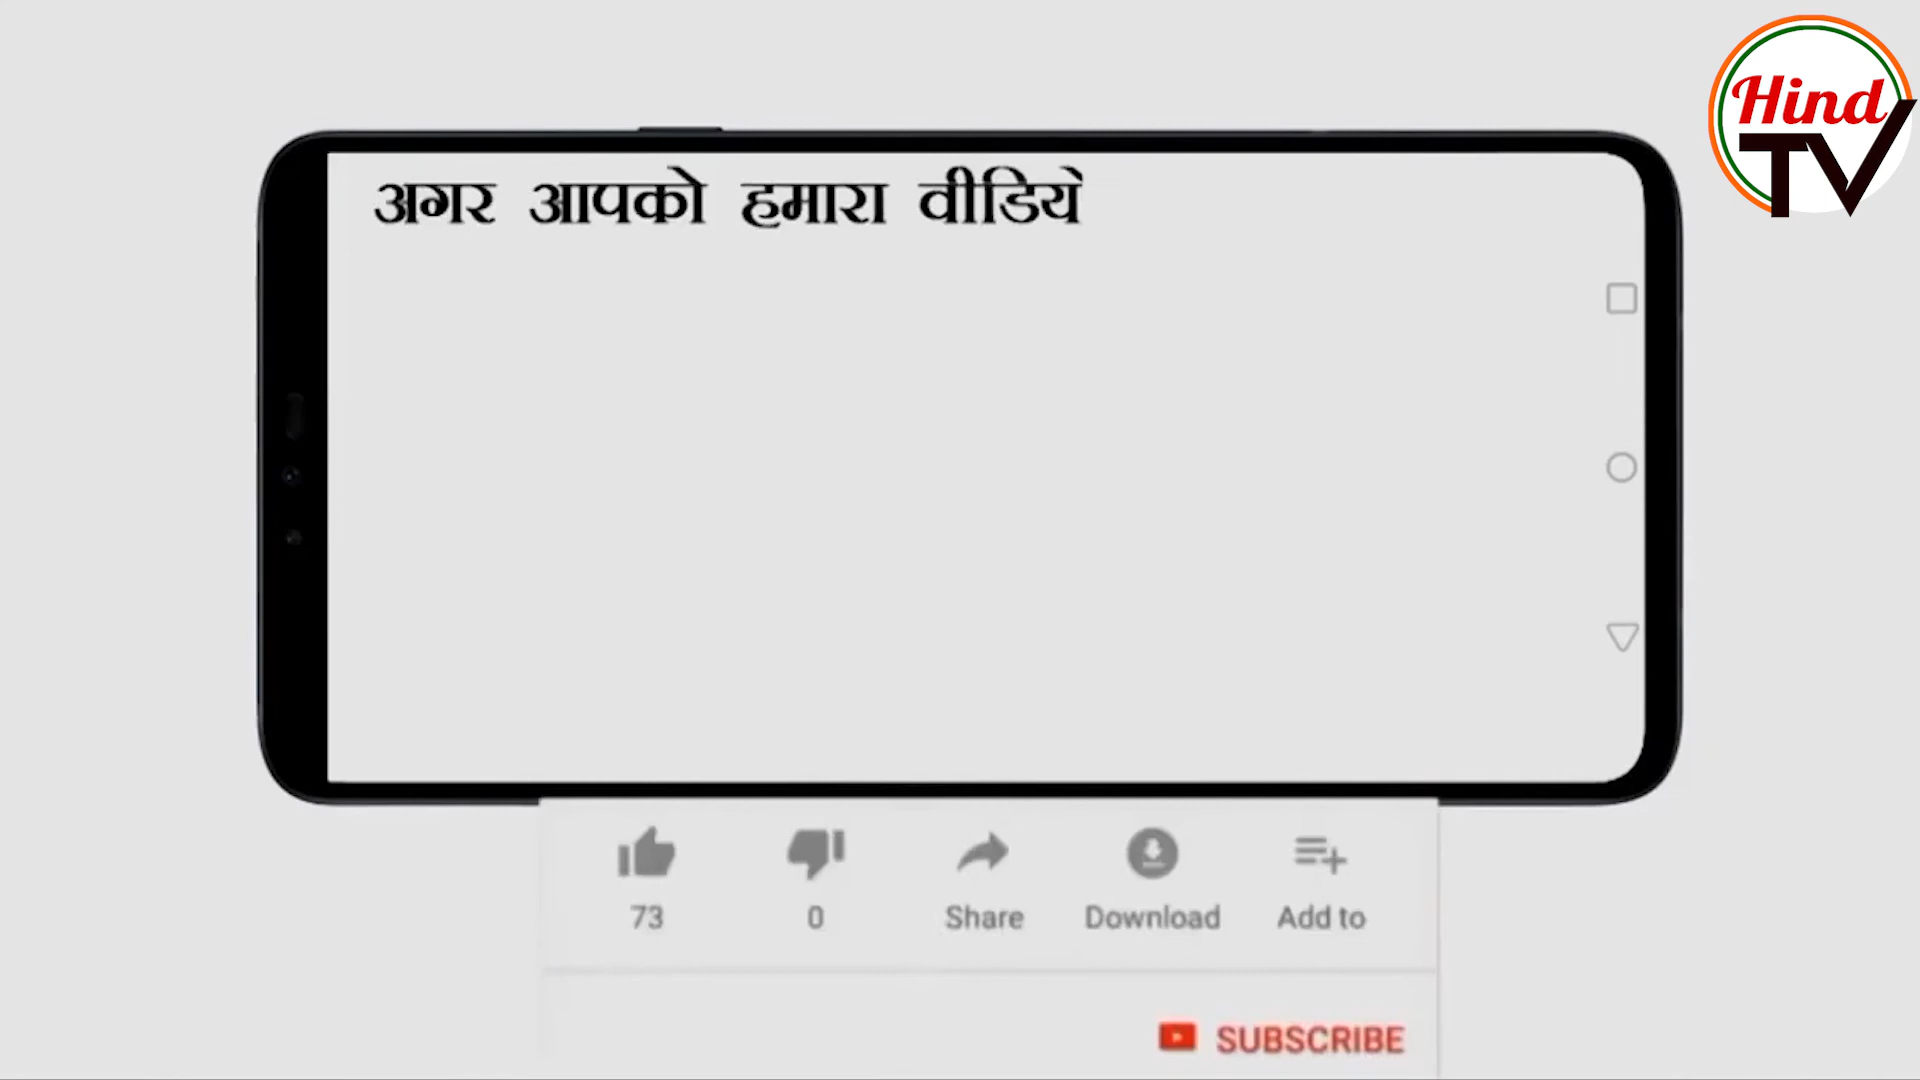 Hind
TV
अगर आपको हमारा वीडिये
73
0
Share
Download
Add to
SUBSCRIBE